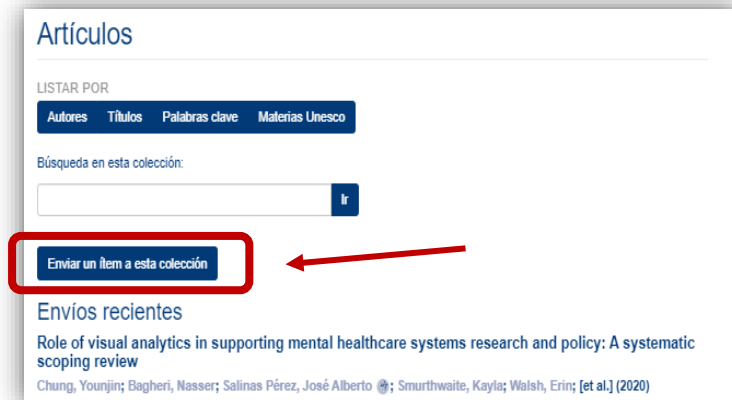 Artículos
LISTAR POR
Autores Títulos Palabras clave Materias Unesco
Búsqueda en esta colección:
Ir
Enviar un ítem a esta colección
Envíos recientes
Role of visual analytics in supporting mental healthcare systems research and policy: A systematic
scoping review
Chung, Younjin; Bagheri, Nasser; Salinas Pérez, José Alberto ; Smurthwaite, Kayla; Walsh, Erin; [et al.] (2020)